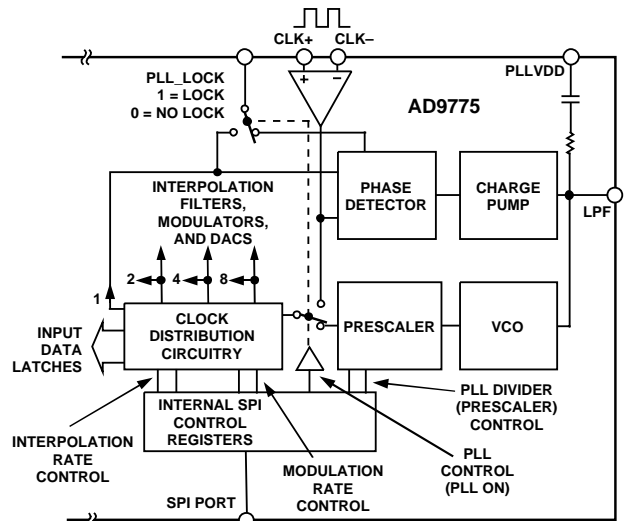 CLK+ CLK–
PLLVDD
PLL_LOCK
1 = LOCK
0 = NO LOCK
+ –
AD9775
INTERPOLATION
FILTERS,
MODULATORS,
AND DACS
PHASE
DETECTOR
CHARGE
PUMP
LPF
2 4 8
1
CLOCK
DISTRIBUTION
CIRCUITRY
PRESCALER
VCO
INPUT
DATA
LATCHES
INTERNAL SPI
CONTROL
REGISTERS
PLL DIVIDER
(PRESCALER)
CONTROL
INTERPOLATION
RATE
CONTROL
MODULATION
RATE
CONTROL
PLL
CONTROL
(PLL ON)
SPI PORT